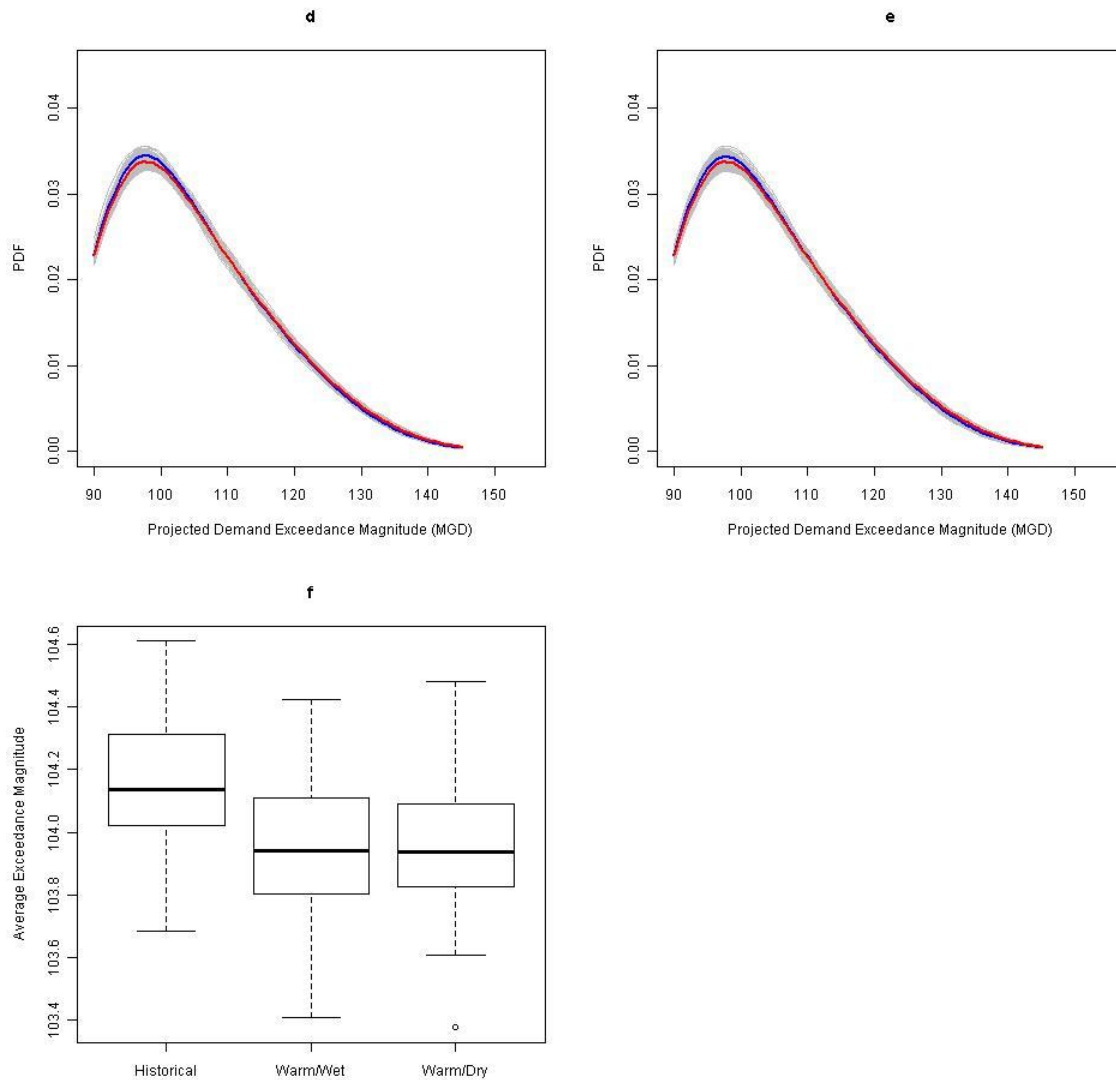 d
PDF
0.04
0.03
0.02
0.01
0.00
90 100 110 120 130 140 150
Projected Demand Exceedance Magnitude (MGD)
e
PDF
0.04
0.03
0.02
0.01
0.00
90 100 110 120 130 140 150
Projected Demand Exceedance Magnitude (MGD)
f
Average Exceedance Magnitude
104.6
104.4
104.2
104.0
103.8
103.6
103.4
Historical Warm/Wet Warm/Dry